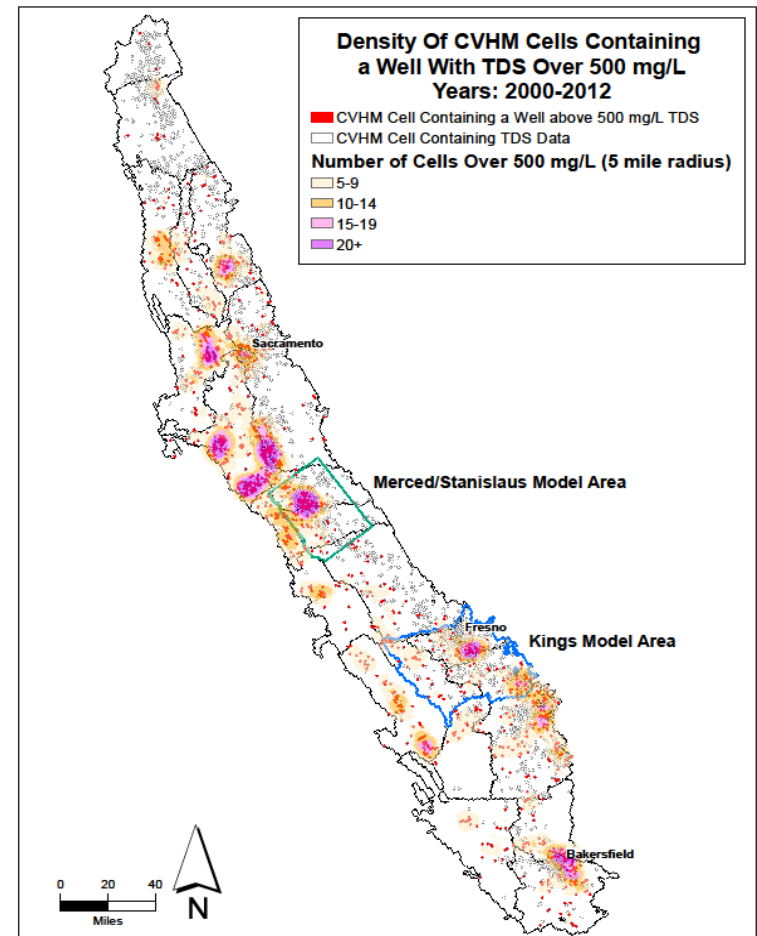 Density Of CVHM Cells Containing
a Well With TDS Over 500 mg/L
Years: 2000-2012
CVHM Cell Containing a Well above 500 mg/L TDS
CVHM Cell Containing TDS Data
Number of Cells Over 500 mg/L (5 mile radius)
5-9
10-14
15-19
20+
Sacramento
Merced/Stanislaus Model Area
Fresno
Kings Model Area
Bakersfield
0 20 40
Miles
N